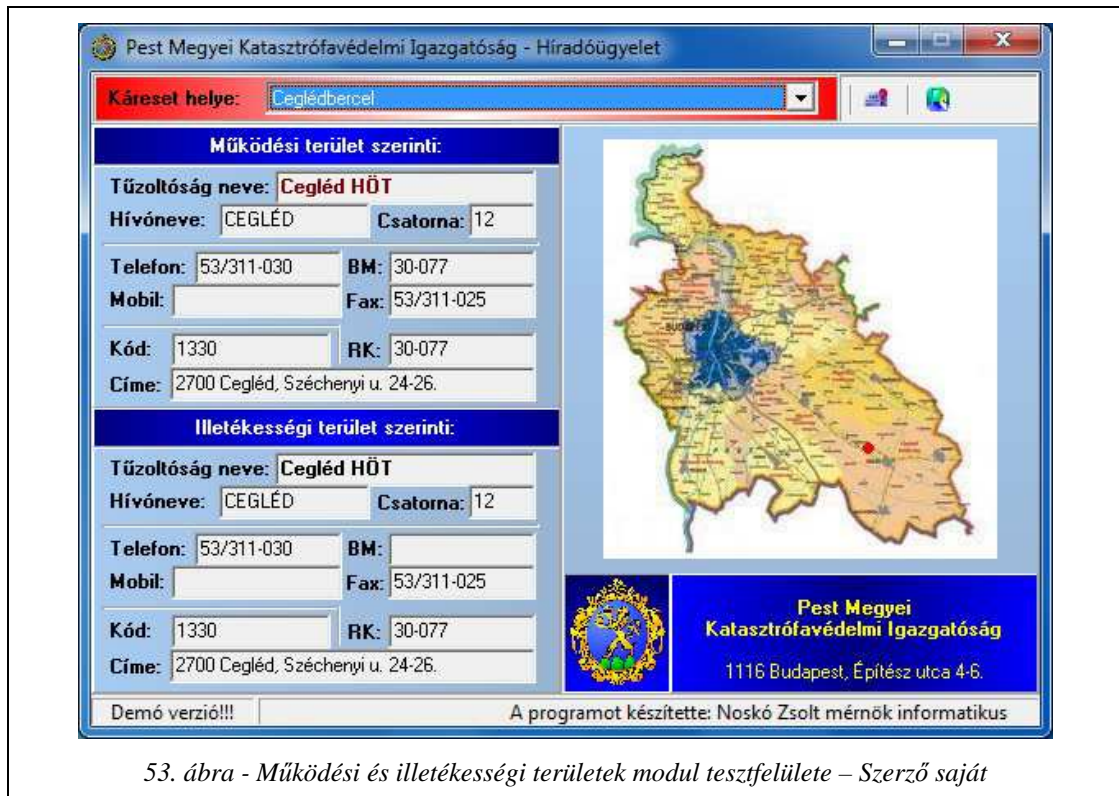 Pest Megyei Katasztrófavédelmi Igazgatóság - Híradóügyelet
Káreset helye: Ceglédbercel
Működési terület szerinti:
Tűzoltóság neve: Cegléd HÖT
Hívóneve: CEGLÉD Csatorna: 12
Telefon: 53/311-030 BM: 30-077
Mobil: Fax: 53/311-025
Kód: 1330 RK: 30-077
Címe: 2700 Cegléd, Széchenyi u. 24-26.
Illetékességi terület szerinti:
Tűzoltóság neve: Cegléd HÖT
Hívóneve: CEGLÉD Csatorna: 12
Telefon: 53/311-030 BM:
Mobil: Fax: 53/311-025
Kód: 1330 RK: 30-077
Címe: 2700 Cegléd, Széchenyi u. 24-26.
BUDAPEST
Pest Megyei
Katasztrófavédelmi Igazgatóság
1116 Budapest, Építész utca 4-6.
Demó verzió!!! A programot készítette: Noskó Zsolt mérnök informatikus
53. ábra - Működési és illetékességi területek modul tesztfelülete – Szerző saját